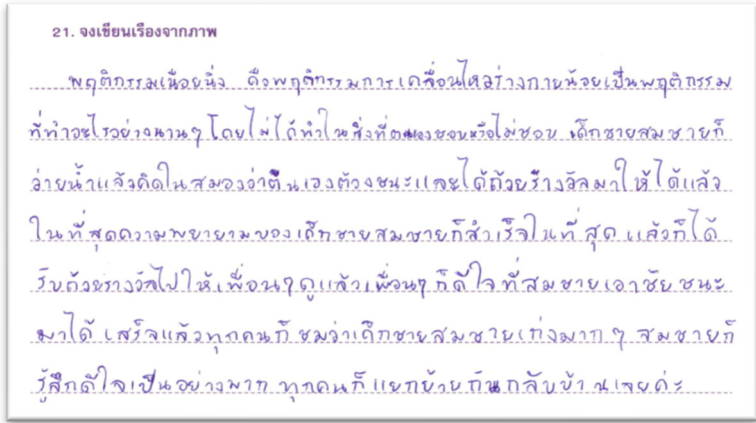 21. จงเขียนเรื่องจากภาพ
พฤติกรรมเนือยนิ่ง คือพฤติกรรมการเคลื่อนไหวร่างกายน้อยเป็นพฤติกรรม
ที่ทำอะไรอย่างนานๆ โดยไม่ได้ทำในสิ่งที่ตนเองชอบหรือไม่ชอบ เด็กชายสมชายก็
ว่ายน้ำแล้วคิดในสมองว่าตันเองต้องชนะและได้ถ้วยร้างวัลมาให้ได้แล้ว
ในที่สุดความพยายามของเด็กชายสมชายก็สำเร็จในที่สุด แล้วก็ได้
รับถ้วยรางวัลไปให้เพื่อนๆดูแล้วเพื่อนๆก็ดีใจที่สมชายเอาชัยชนะ
มาได้ เสร็จแล้วทุกคนก็ชมว่าเด็กชายสมชายเก่งมากๆ สมชายก็
รู้สึกดีใจเป็นอย่างมาก ทุกคนก็แยกย้ายกันกลับบ้านเลยค่ะ